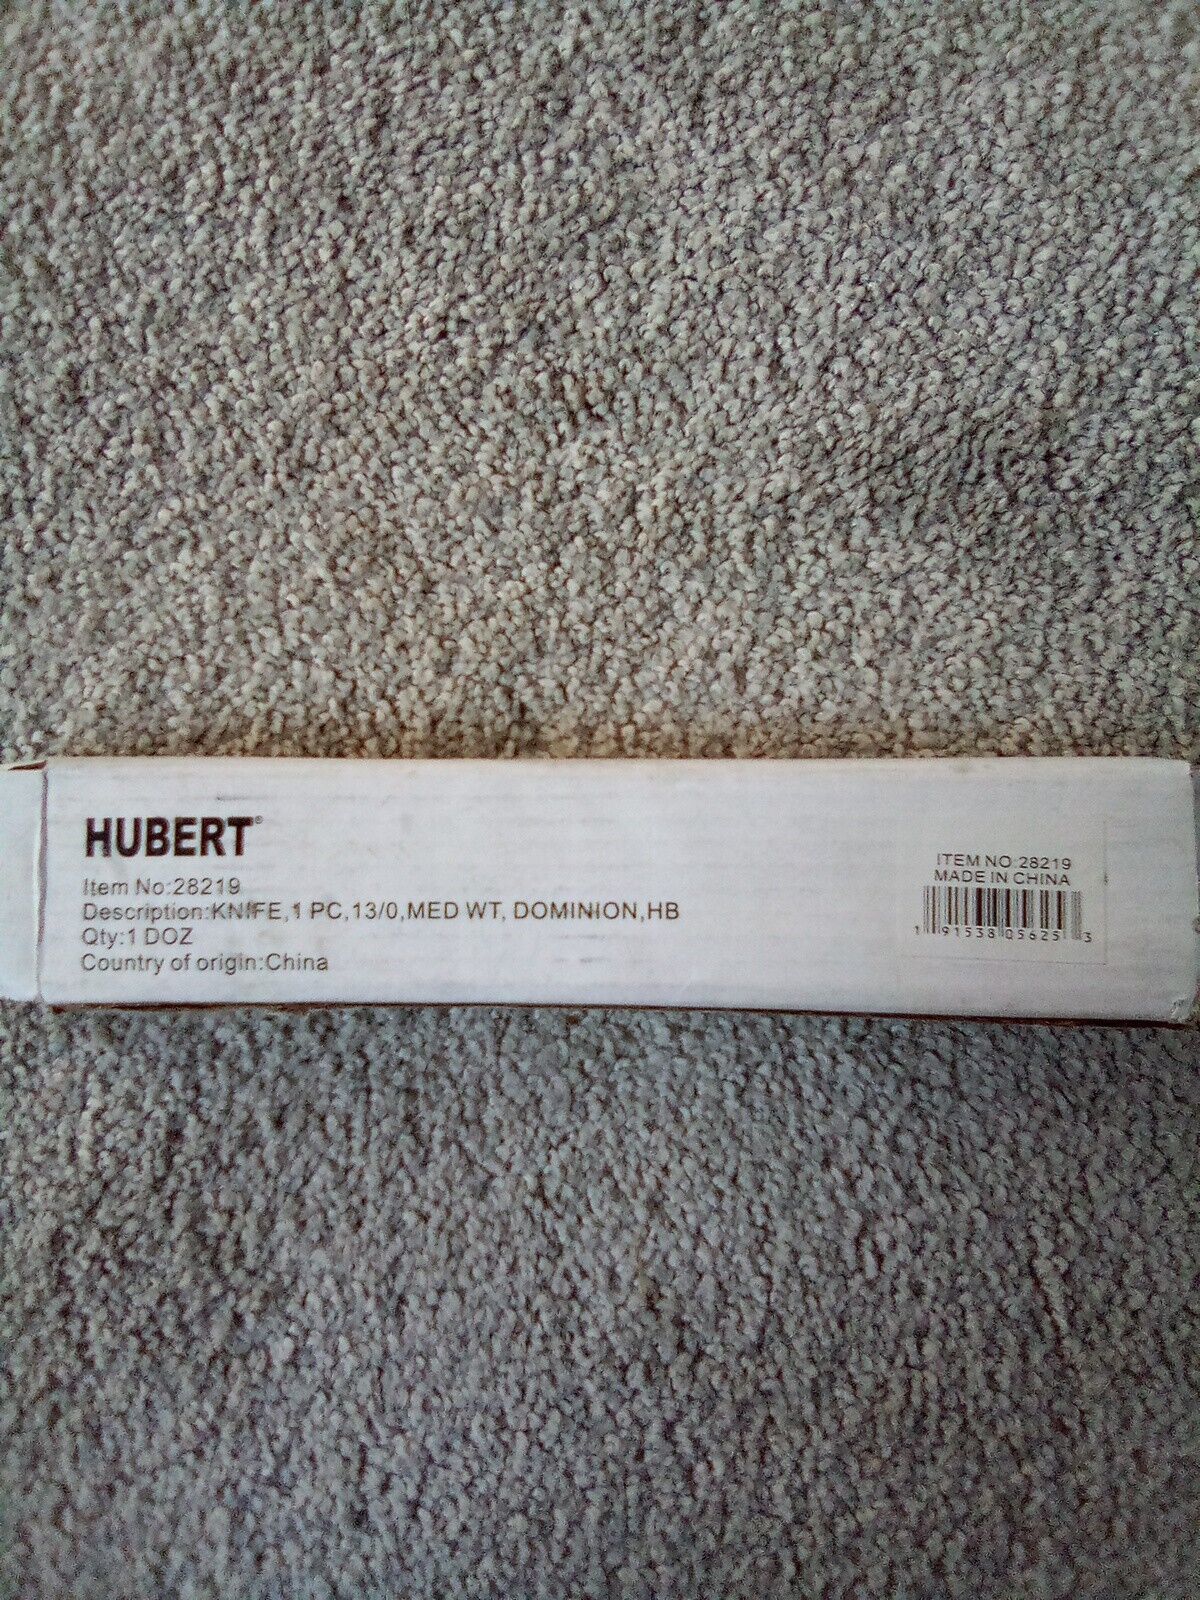 HUBERT®
Item No:28219
Description:KNIFE,1 PC,13/0,MED WT, DOMINION,HB
Qty:1 DOZ
Country of origin:China
ITEM NO:28219
MADE IN CHINA
1 91538 05625 3